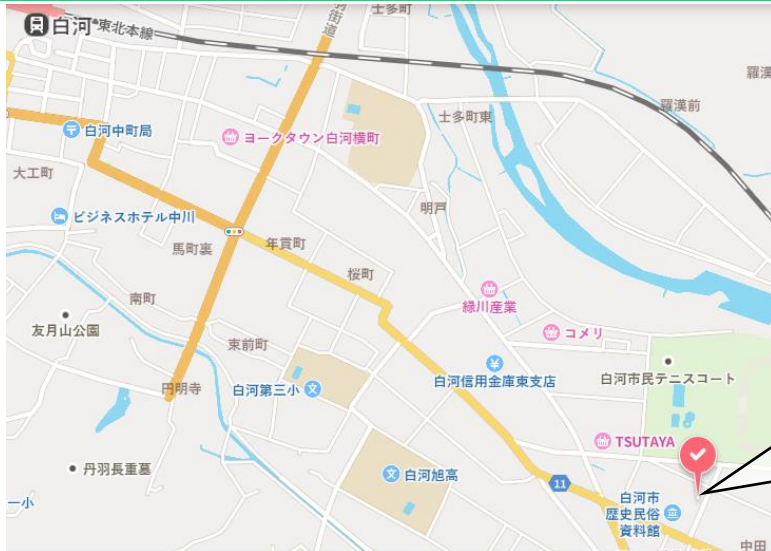 士多町
羽街道
白河
東北本線
羅漢
羅漢前
白河中町局
ヨークタウン白河横町
士多町東
大工町
明戸
ビジネスホテル中川
馬町裏
年貢町
桜町
南町
緑川産業
友月山公園
東前町
コメリ
円明寺
白河第三小
白河信用金庫東支店
白河市民テニスコート
TSUTAYA
丹羽長重墓
白河旭高
11
一小
白河市
歴史民俗
資料館
中田